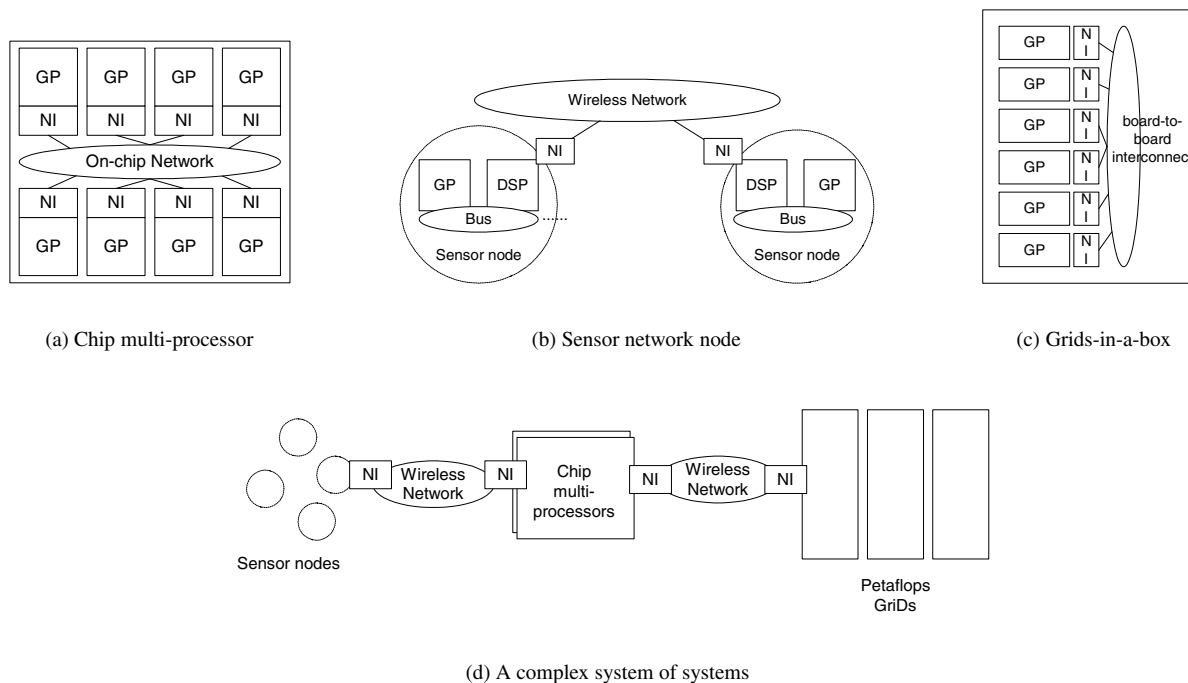 GP GP GP GP
NI NI NI NI
On-chip Network
NI NI NI NI
GP GP GP GP
(a) Chip multi-processor
Wireless Network
NI NI
GP DSP DSP GP
Bus Bus
Sensor node Sensor node
(b) Sensor network node
GP N
I
GP N
I
GP N
I
GP N
I
GP N
I
GP N
I
board-to-
board
interconnect
(c) Grids-in-a-box
Sensor nodes
NI
Wireless
Network
NI
Chip
multi-
processors
NI
Wireless
Network
NI
Petaflops
GriDs
(d) A complex system of systems